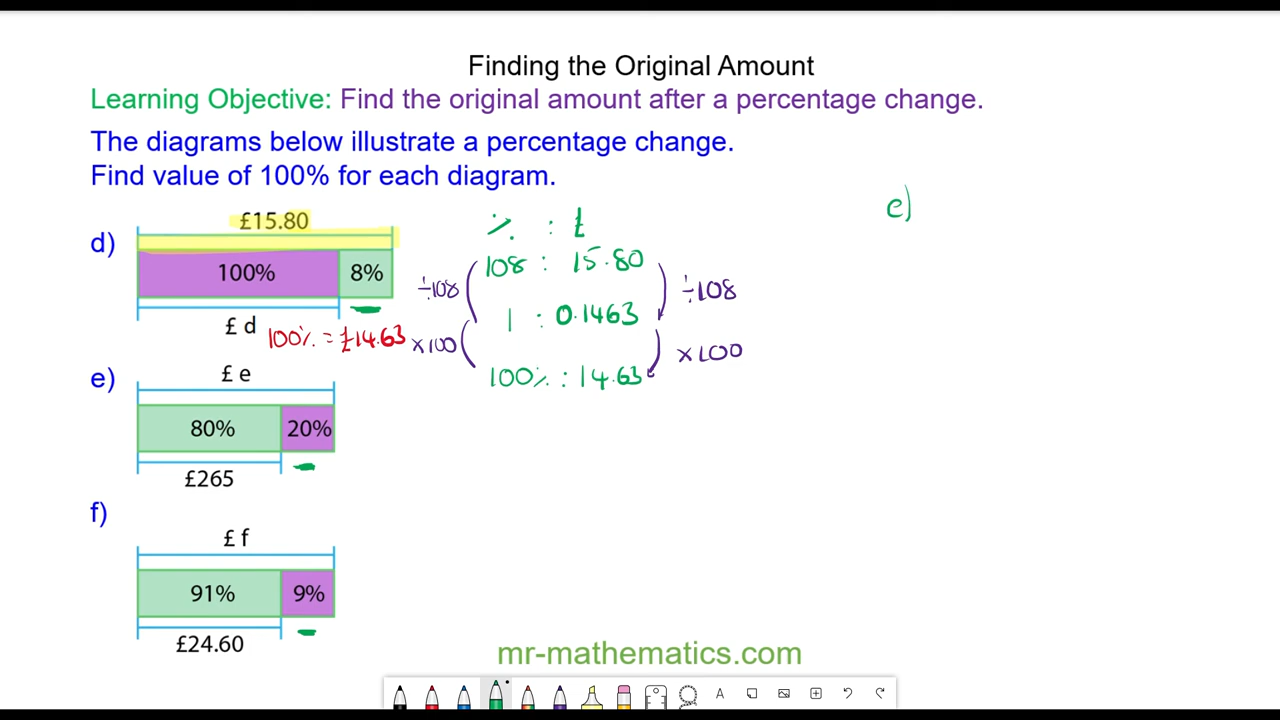 Finding the Original Amount
Learning Objective: Find the original amount after a percentage change.
The diagrams below illustrate a percentage change.
Find value of 100% for each diagram.
d)
£15.80
100% 8%
£ d
100% = £14.63
% : £
108 : 15.80
÷108 ÷108
1 : 0.1463
×100 ×100
100% : 14.63
e)
e)
£ e
80% 20%
£265
f)
£ f
91% 9%
£24.60
mr-mathematics.com
A